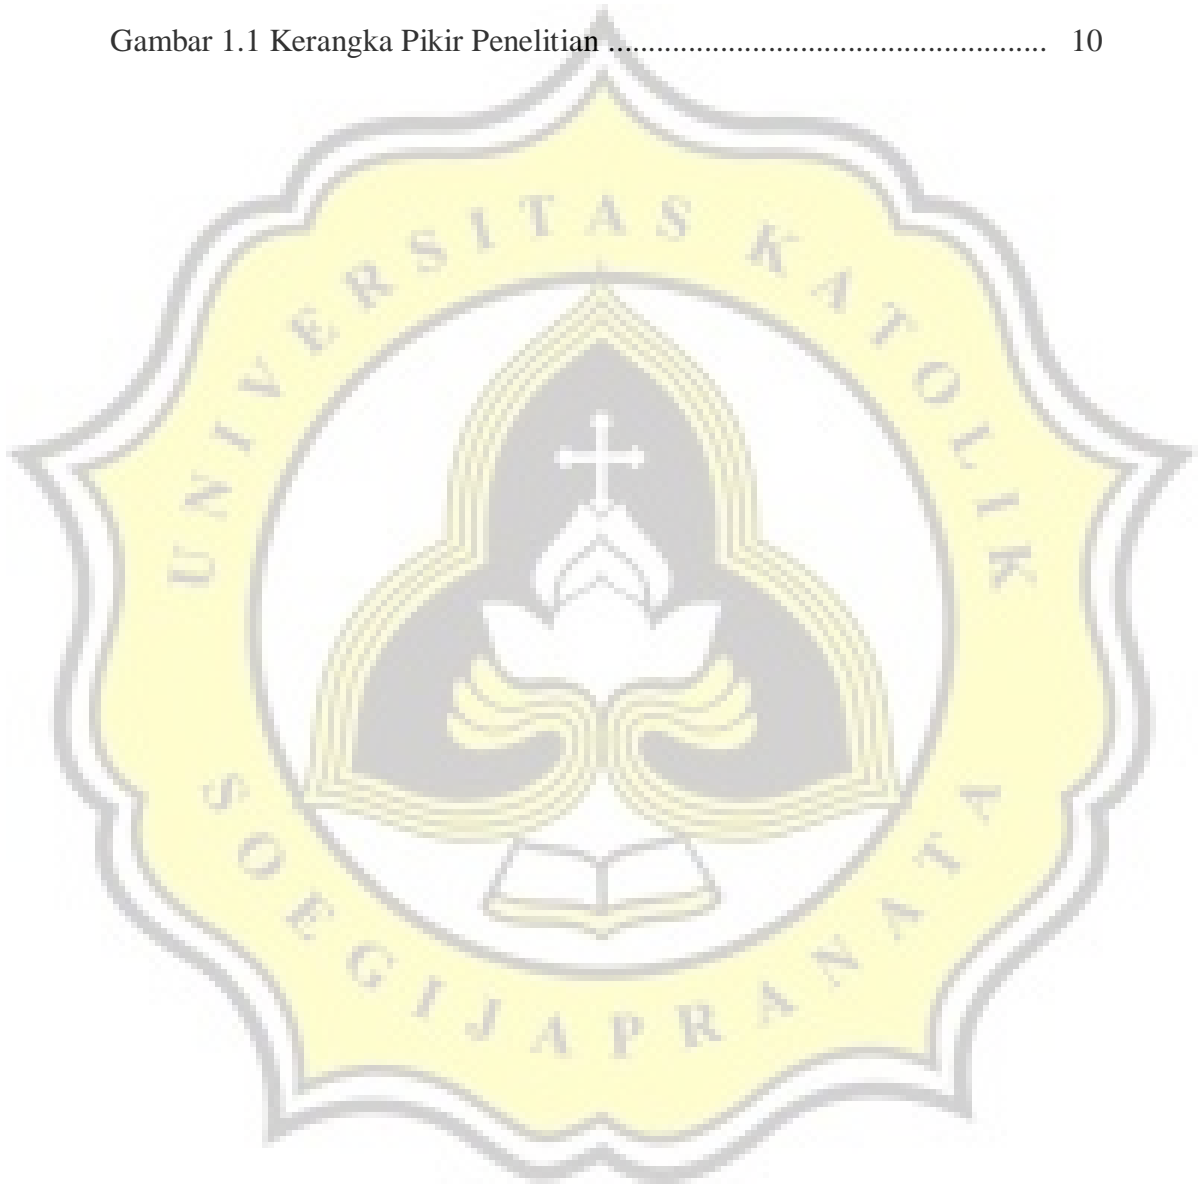 Gambar 1.1 Kerangka Pikir Penelitian ....................................................... 10
UNIVERSITAS KATOLIK
SOEGIJAPRANATA